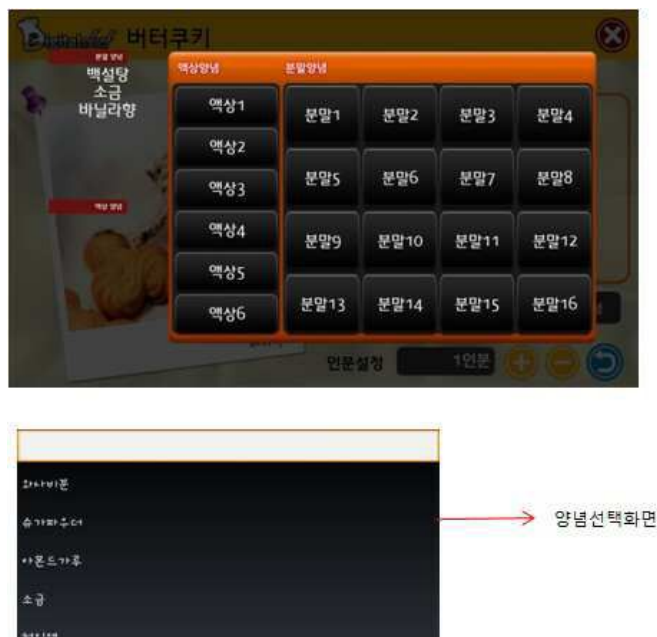 버터쿠키
분말 양념
백설탕
소금
바닐라향
액상 양념
액상양념 분말양념
액상1
액상2
액상3
액상4
액상5
액상6
분말1 분말2 분말3 분말4
분말5 분말6 분말7 분말8
분말9 분말10 분말11 분말12
분말13 분말14 분말15 분말16
인분설정 1인분
와사비분
슈가파우더
아몬드가루
소금
양념선택화면